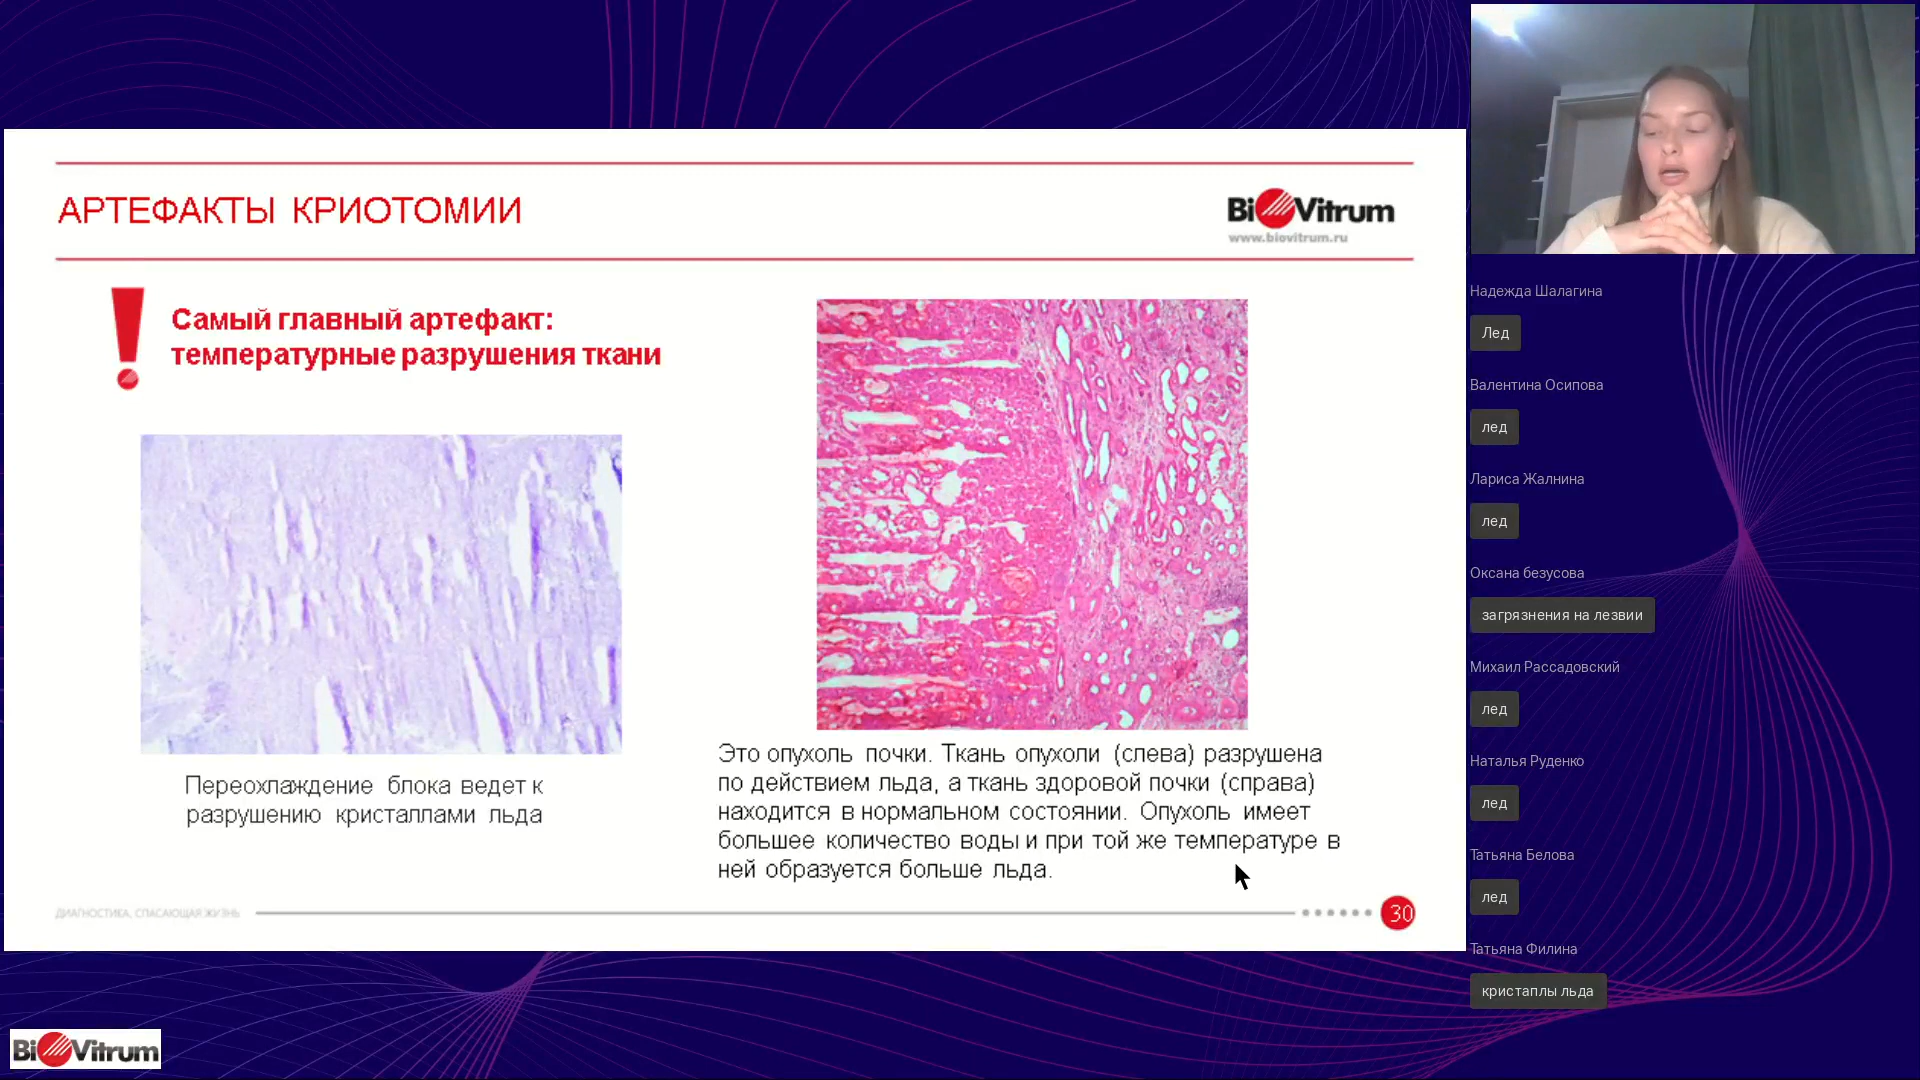 АРТЕФАКТЫ КРИОТОМИИ
BiOVitrum
www.biovitrum.ru
Самый главный артефакт:
температурные разрушения ткани
Переохлаждение блока ведет к
разрушению кристаллами льда
Это опухоль почки. Ткань опухоли (слева) разрушена
по действием льда, а ткань здоровой почки (справа)
находится в нормальном состоянии. Опухоль имеет
большее количество воды и при той же температуре в
ней образуется больше льда.
ДИАГНОСТИКА, СПАСАЮЩАЯ ЖИЗНЬ
30
Надежда Шалагина
Лед
Валентина Осипова
лед
Лариса Жалнина
лед
Оксана безусова
загрязнения на лезвии
Михаил Рассадовский
лед
Наталья Руденко
лед
Татьяна Белова
лед
Татьяна Филина
кристаплы льда
BiOVitrum